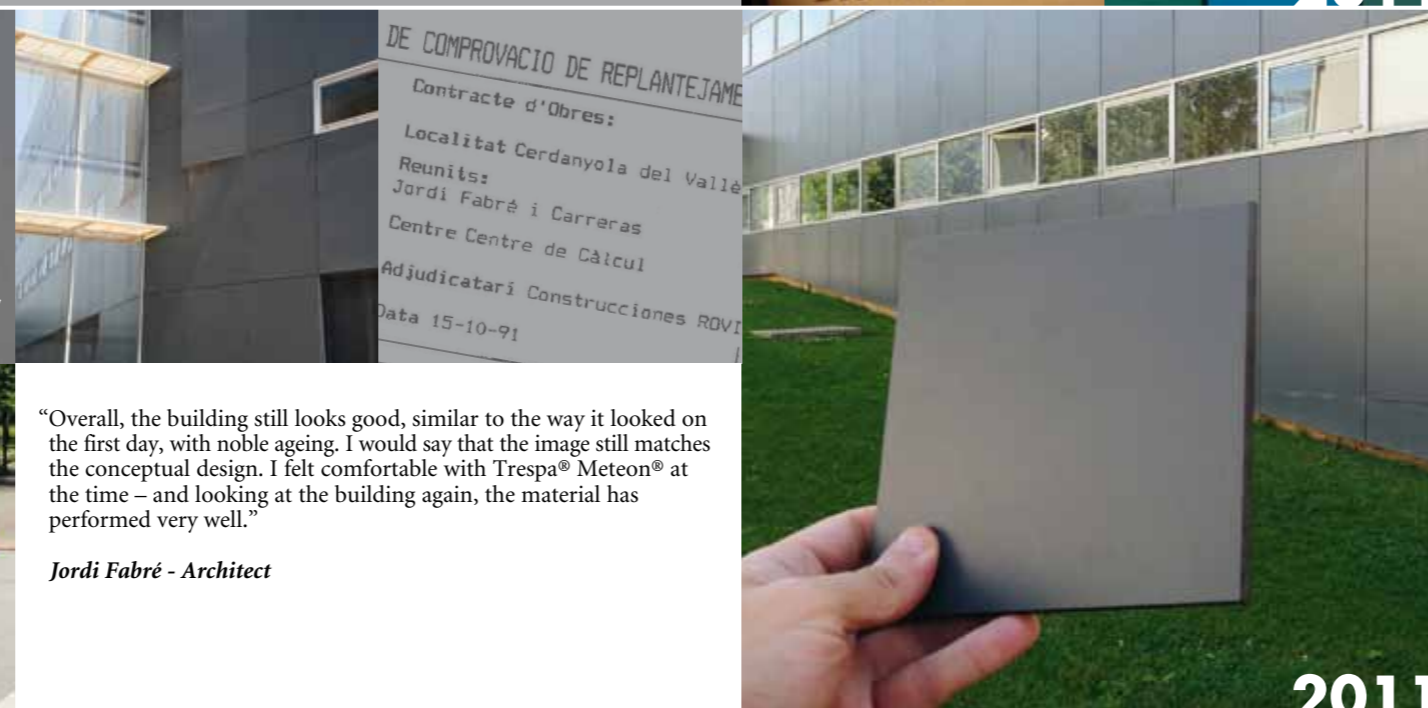 DE COMPROVACIO DE REPLANTEJAME
Contracte d'Obres:
Localitat Cerdanyola del Vallè
Reunits:
Jordi Fabré i Carreras
Centre Centre de Càlcul
Adjudicatari Construcciones ROVI
Data 15-10-91
“Overall, the building still looks good, similar to the way it looked on
the first day, with noble ageing. I would say that the image still matches
the conceptual design. I felt comfortable with Trespa® Meteon® at
the time – and looking at the building again, the material has
performed very well.”
Jordi Fabré - Architect
2011